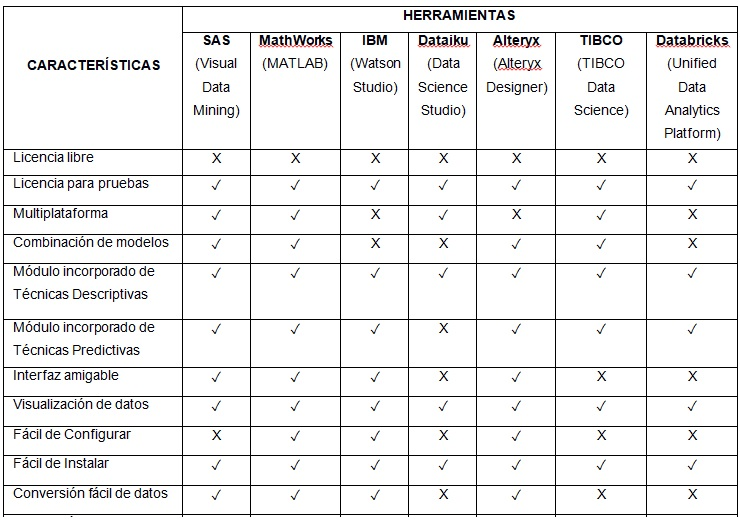 HERRAMIENTAS
CARACTERÍSTICAS
SAS
(Visual
Data
Mining)
MathWorks
(MATLAB)
IBM
(Watson
Studio)
Dataiku
(Data
Science
Studio)
Alteryx
(Alteryx
Designer)
TIBCO
(TIBCO
Data
Science)
Databricks
(Unified
Data
Analytics
Platform)
Licencia libre X X X X X X X
Licencia para pruebas ✓ ✓ ✓ ✓ ✓ ✓ ✓
Multiplataforma ✓ ✓ X ✓ X ✓ X
Combinación de modelos ✓ ✓ X X ✓ ✓ X
Módulo incorporado de ✓ ✓ ✓ ✓ ✓ ✓ ✓
Técnicas Descriptivas
Módulo incorporado de ✓ ✓ ✓ X ✓ ✓ ✓
Técnicas Predictivas
Interfaz amigable ✓ ✓ ✓ X ✓ X X
Visualización de datos ✓ ✓ ✓ ✓ ✓ ✓ ✓
Fácil de Configurar X ✓ ✓ X ✓ X X
Fácil de Instalar ✓ ✓ ✓ ✓ ✓ ✓ ✓
Conversión fácil de datos ✓ ✓ ✓ X ✓ X X